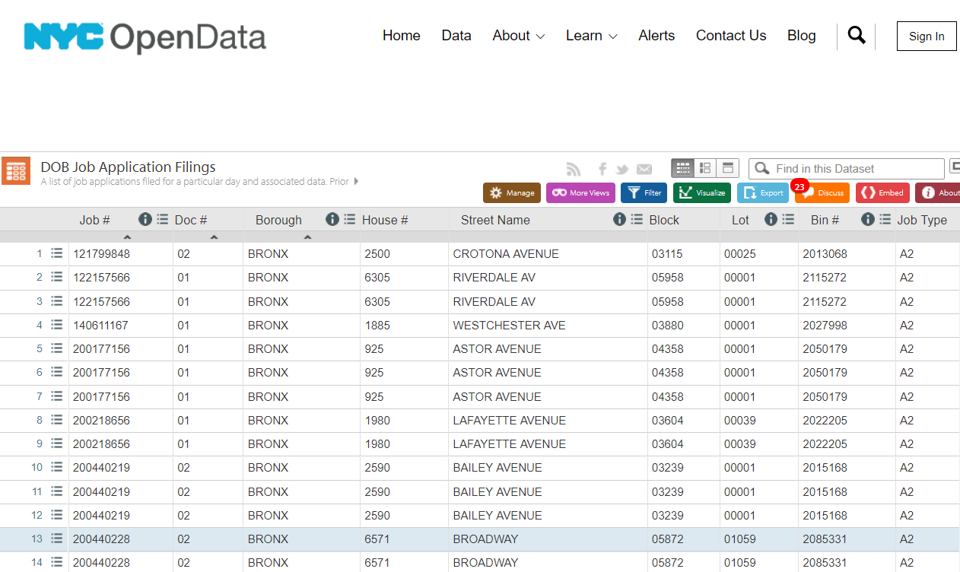 NYC OpenData Home Data About Learn Alerts Contact Us Blog Sign In
DOB Job Application Filings
A list of job applications filed for a particular day and associated data. Prior
Find in this Dataset
Manage More Views Filter Visualize Export 23 Discuss Embed About
Job # Doc # Borough House # Street Name Block Lot Bin # Job Type
1 121799848 02 BRONX 2500 CROTONA AVENUE 03115 00025 2013068 A2
2 122157566 01 BRONX 6305 RIVERDALE AV 05958 00001 2115272 A2
3 122157566 01 BRONX 6305 RIVERDALE AV 05958 00001 2115272 A2
4 140611167 01 BRONX 1885 WESTCHESTER AVE 03880 00001 2027998 A2
5 200177156 01 BRONX 925 ASTOR AVENUE 04358 00001 2050179 A2
6 200177156 01 BRONX 925 ASTOR AVENUE 04358 00001 2050179 A2
7 200177156 01 BRONX 925 ASTOR AVENUE 04358 00001 2050179 A2
8 200218656 01 BRONX 1980 LAFAYETTE AVENUE 03604 00039 2022205 A2
9 200218656 01 BRONX 1980 LAFAYETTE AVENUE 03604 00039 2022205 A2
10 200440219 02 BRONX 2590 BAILEY AVENUE 03239 00001 2015168 A2
11 200440219 02 BRONX 2590 BAILEY AVENUE 03239 00001 2015168 A2
12 200440219 02 BRONX 2590 BAILEY AVENUE 03239 00001 2015168 A2
13 200440228 02 BRONX 6571 BROADWAY 05872 01059 2085331 A2
14 200440228 02 BRONX 6571 BROADWAY 05872 01059 2085331 A2